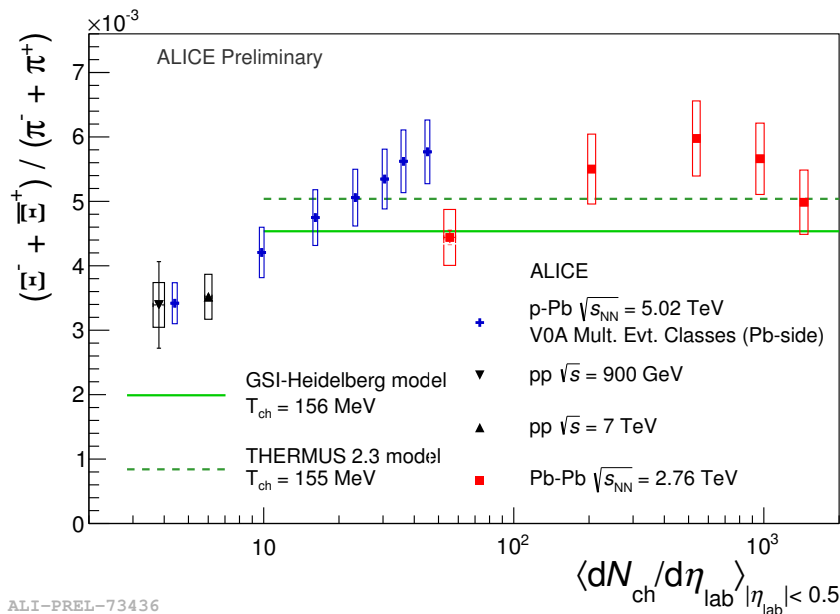 ×10⁻³
ALICE Preliminary
(Ξ⁻ + Ξ̅⁺) / (π⁻ + π⁺)
7
6
5
4
3
2
1
0
ALICE
p-Pb √sNN = 5.02 TeV
V0A Mult. Evt. Classes (Pb-side)
pp √s = 900 GeV
pp √s = 7 TeV
Pb-Pb √sNN = 2.76 TeV
GSI-Heidelberg model
Tch = 156 MeV
THERMUS 2.3 model
Tch = 155 MeV
10
10²
10³
⟨dNch/dηlab⟩|ηlab|< 0.5
ALI-PREL-73436